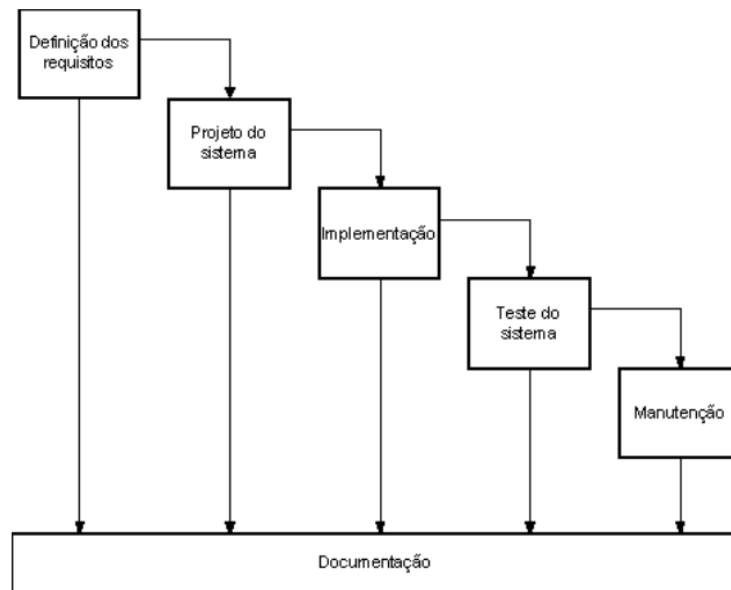 Definição dos
requisitos
Projeto do
sistema
Implementação
Teste do
sistema
Manutenção
Documentação